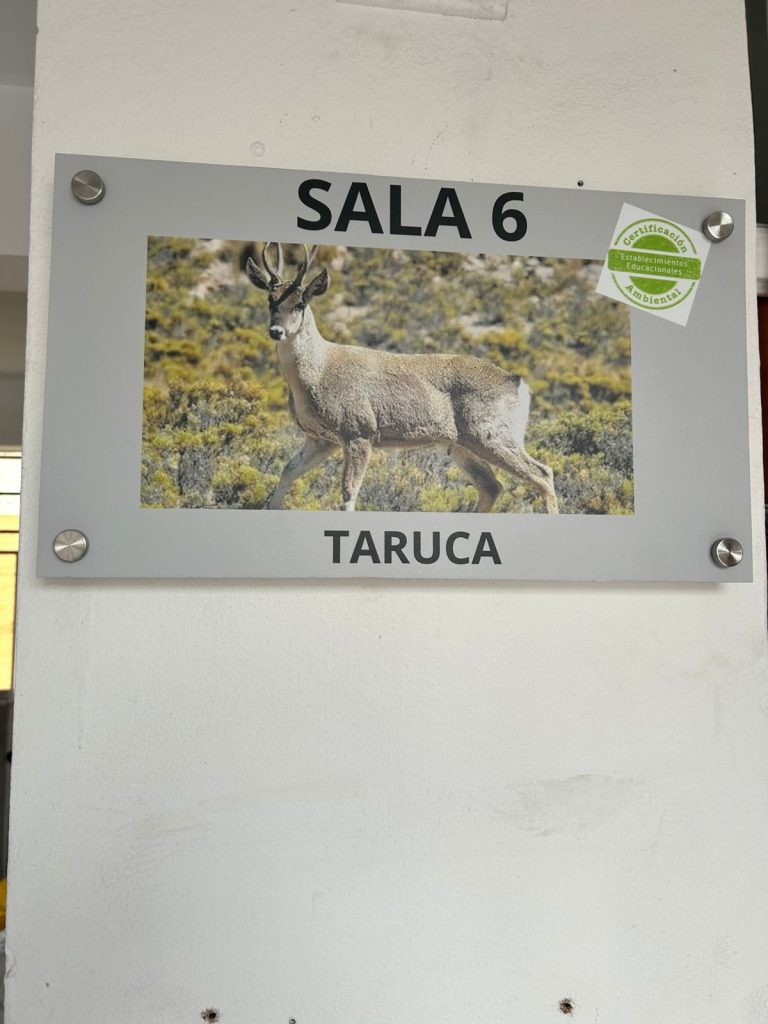 SALA 6
Certificación
Establecimientos
Educacionales
Ambiental
TARUCA